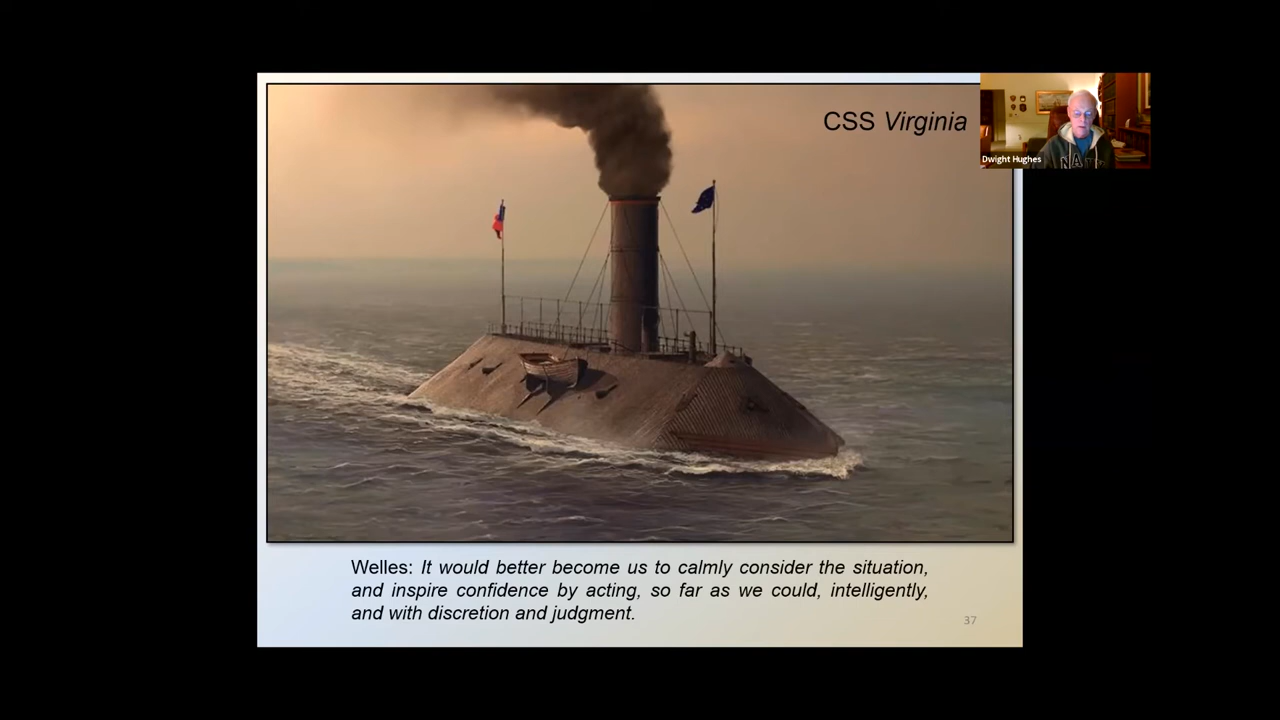 CSS Virginia
Dwight Hughes
NAVY
Welles: It would better become us to calmly consider the situation,
and inspire confidence by acting, so far as we could, intelligently,
and with discretion and judgment.
37